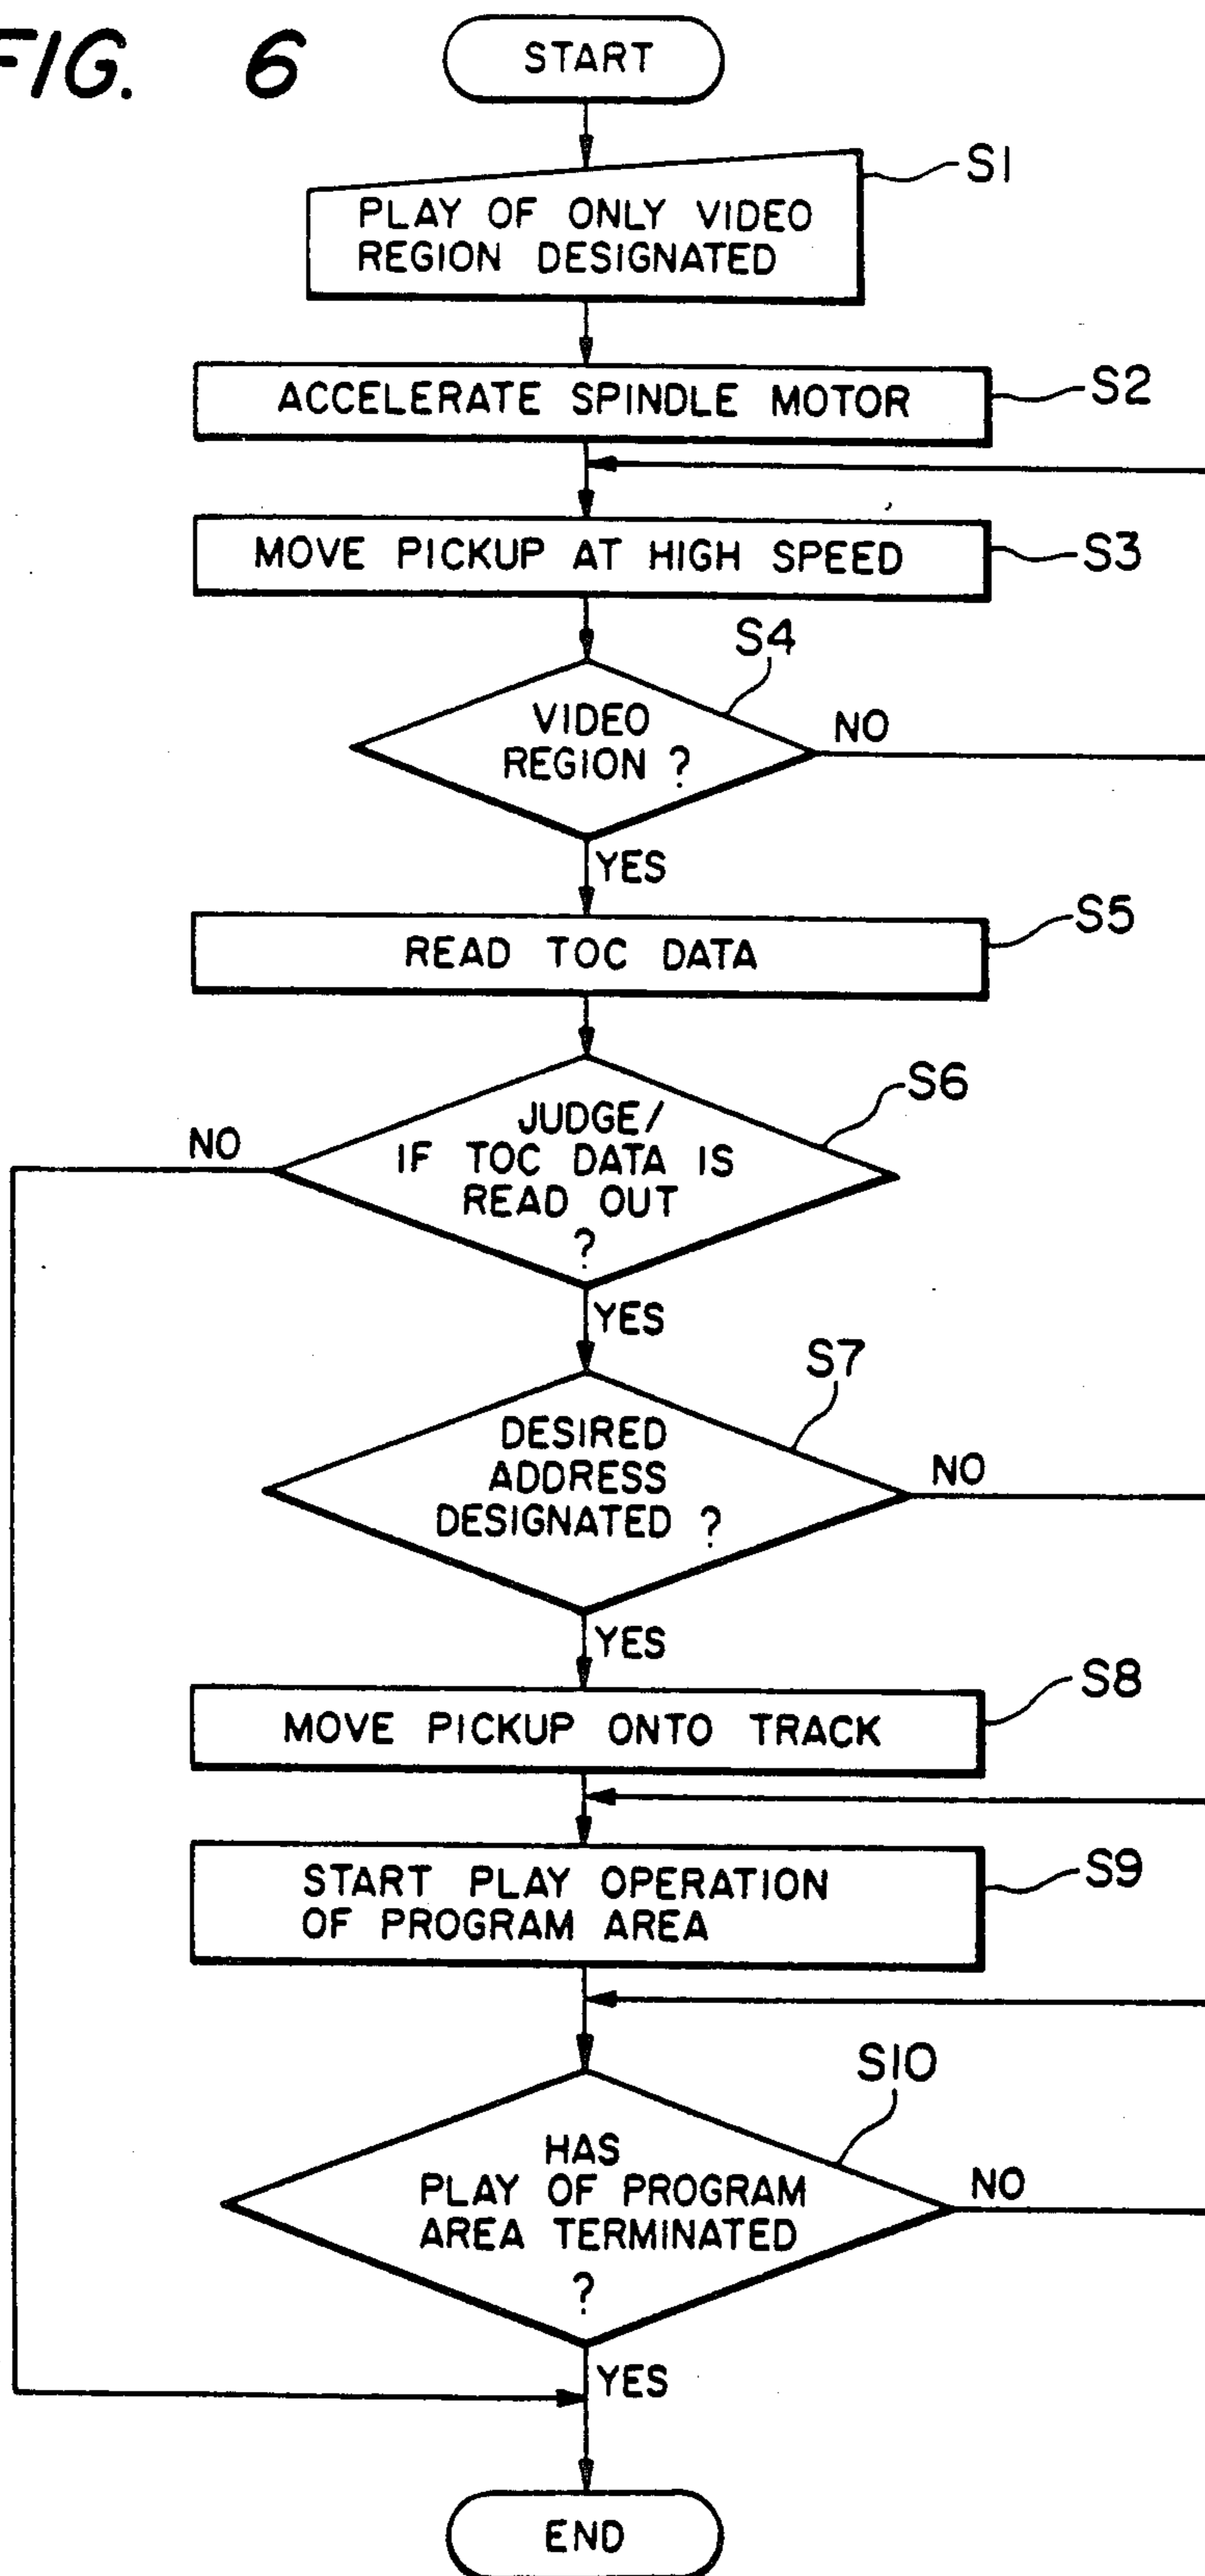 FIG. 6
START
S1
PLAY OF ONLY VIDEO
REGION DESIGNATED
ACCELERATE SPINDLE MOTOR
S2
MOVE PICKUP AT HIGH SPEED
S3
S4
VIDEO
REGION ?
NO
YES
READ TOC DATA
S5
S6
JUDGE/
IF TOC DATA IS
READ OUT
?
NO
YES
S7
DESIRED
ADDRESS
DESIGNATED ?
NO
YES
MOVE PICKUP ONTO TRACK
S8
START PLAY OPERATION
OF PROGRAM AREA
S9
S10
HAS
PLAY OF PROGRAM
AREA TERMINATED
?
NO
YES
END